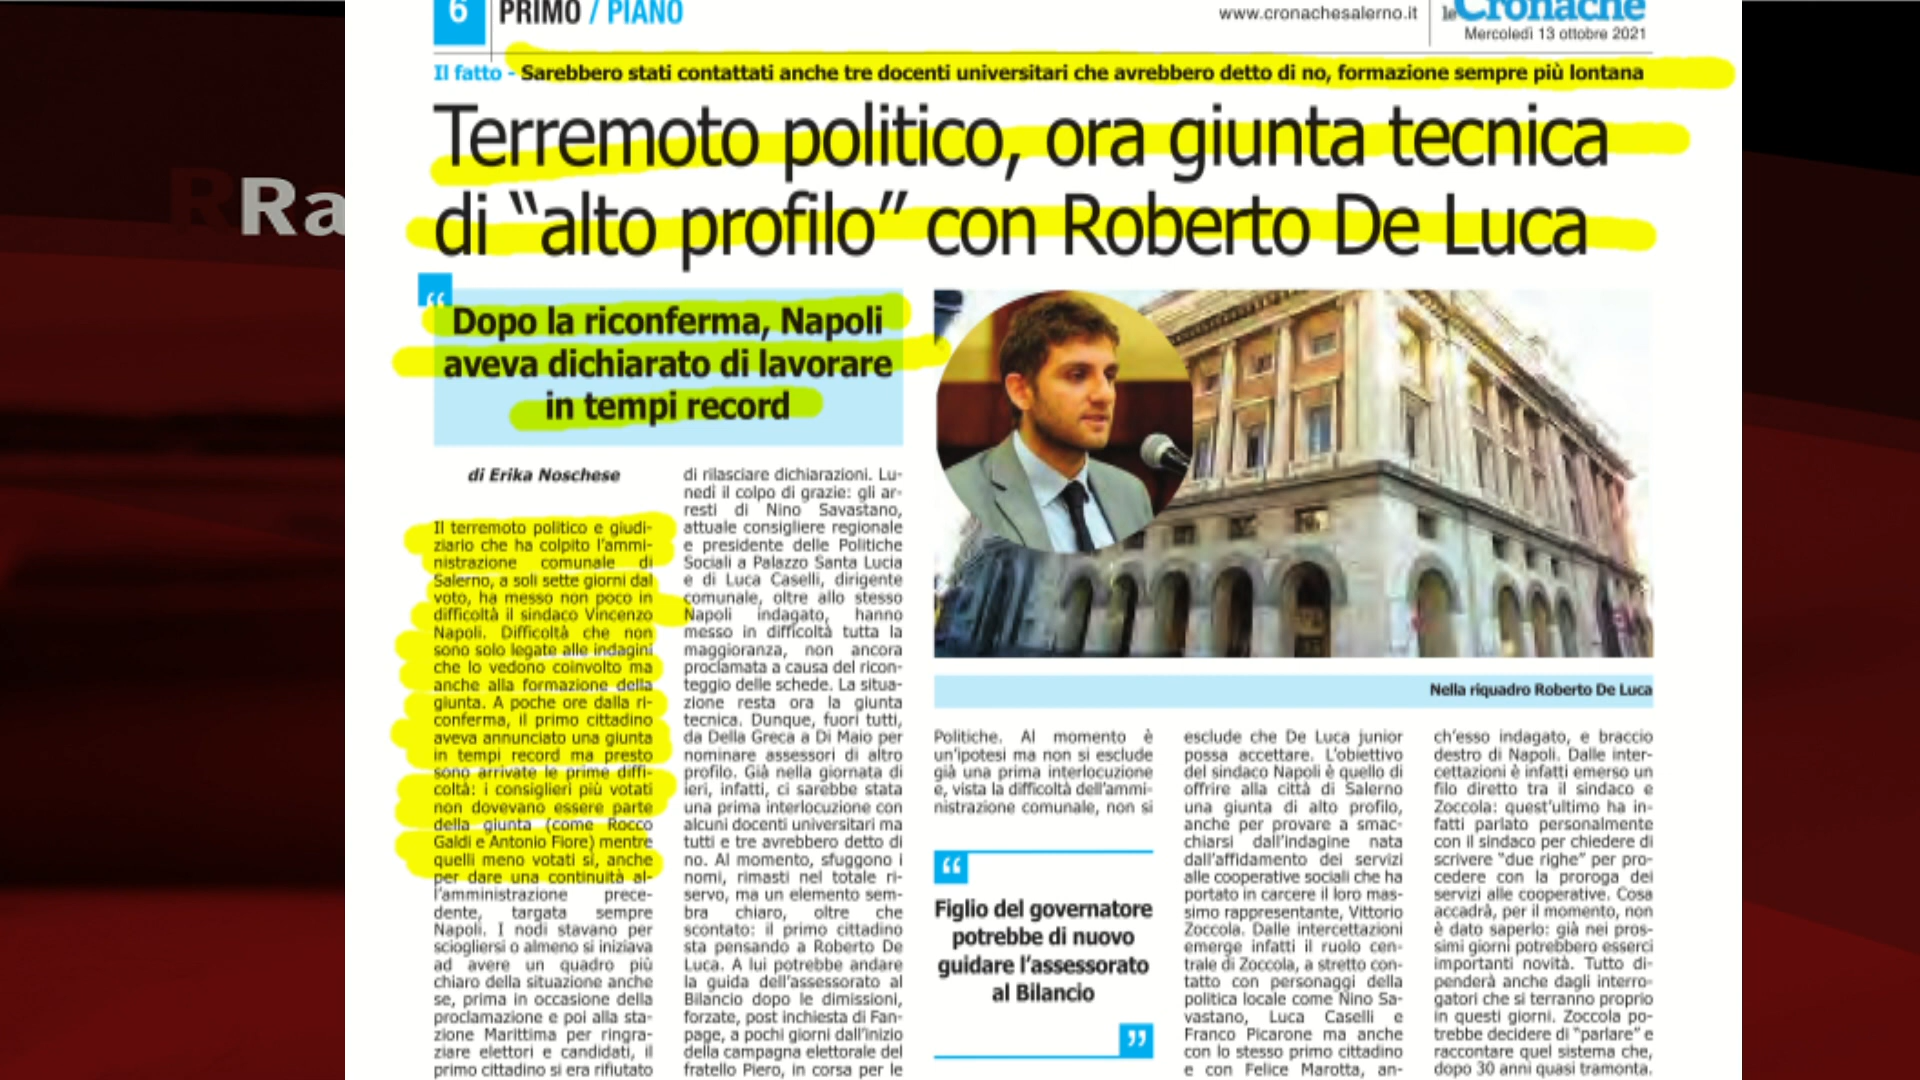 6 PRIMO / PIANO
www.cronachesalerno.it
le Cronache
Mercoledì 13 ottobre 2021
RRa
Il fatto - Sarebbero stati contattati anche tre docenti universitari che avrebbero detto di no, formazione sempre più lontana
Terremoto politico, ora giunta tecnica
di “alto profilo” con Roberto De Luca
“
Dopo la riconferma, Napoli
aveva dichiarato di lavorare
in tempi record
di Erika Noschese
Il terremoto politico e giudi-
ziario che ha colpito l'ammi-
nistrazione comunale di
Salerno, a soli sette giorni dal
voto, ha messo non poco in
difficoltà il sindaco Vincenzo
Napoli. Difficoltà che non
sono solo legate alle indagini
che lo vedono coinvolto ma
anche alla formazione della
giunta. A poche ore dalla ri-
conferma, il primo cittadino
aveva annunciato una giunta
in tempi record ma presto
sono arrivate le prime diffi-
coltà: i consiglieri più votati
non dovevano essere parte
della giunta (come Rocco
Galdi e Antonio Fiore) mentre
quelli meno votati sì, anche
per dare una continuità al-
l'amministrazione prece-
dente, targata sempre
Napoli. I nodi stavano per
sciogliersi o almeno si iniziava
ad avere un quadro più
chiaro della situazione anche
se, prima in occasione della
proclamazione e poi alla sta-
zione Marittima per ringra-
ziare elettori e candidati, il
primo cittadino si era rifiutato
di rilasciare dichiarazioni. Lu-
nedì il colpo di grazie: gli ar-
resti di Nino Savastano,
attuale consigliere regionale
e presidente delle Politiche
Sociali a Palazzo Santa Lucia
e di Luca Caselli, dirigente
comunale, oltre allo stesso
Napoli indagato, hanno
messo in difficoltà tutta la
maggioranza, non ancora
proclamata a causa del ricon-
teggio delle schede. La situa-
zione resta ora la giunta
tecnica. Dunque, fuori tutti,
da Della Greca a Di Maio per
nominare assessori di altro
profilo. Già nella giornata di
ieri, infatti, ci sarebbe stata
una prima interlocuzione con
alcuni docenti universitari ma
tutti e tre avrebbero detto di
no. Al momento, sfuggono i
nomi, rimasti nel totale ri-
servo, ma un elemento sem-
bra chiaro, oltre che
scontato: il primo cittadino
sta pensando a Roberto De
Luca. A lui potrebbe andare
la guida dell'assessorato al
Bilancio dopo le dimissioni,
forzate, post inchiesta di Fan-
page, a pochi giorni dall'inizio
della campagna elettorale del
fratello Piero, in corsa per le
Nella riquadro Roberto De Luca
Politiche. Al momento è
un'ipotesi ma non si esclude
già una prima interlocuzione
e, vista la difficoltà dell'ammi-
nistrazione comunale, non si
“
Figlio del governatore
potrebbe di nuovo
guidare l'assessorato
al Bilancio
”
esclude che De Luca junior
possa accettare. L'obiettivo
del sindaco Napoli è quello di
offrire alla città di Salerno
una giunta di alto profilo,
anche per provare a smac-
chiarsi dall'indagine nata
dall'affidamento dei servizi
alle cooperative sociali che ha
portato in carcere il loro mas-
simo rappresentante, Vittorio
Zoccola. Dalle intercettazioni
emerge infatti il ruolo cen-
trale di Zoccola, a stretto con-
tatto con personaggi della
politica locale come Nino Sa-
vastano, Luca Caselli e
Franco Picarone ma anche
con lo stesso primo cittadino
e con Felice Marotta, an-
ch'esso indagato, e braccio
destro di Napoli. Dalle inter-
cettazioni è infatti emerso un
filo diretto tra il sindaco e
Zoccola: quest'ultimo ha in-
fatti parlato personalmente
con il sindaco per chiedere di
scrivere “due righe” per pro-
cedere con la proroga dei
servizi alle cooperative. Cosa
accadrà, per il momento, non
è dato saperlo: già nei pros-
simi giorni potrebbero esserci
importanti novità. Tutto di-
penderà anche dagli interro-
gatori che si terranno proprio
in questi giorni. Zoccola po-
trebbe decidere di “parlare” e
raccontare quel sistema che,
dopo 30 anni quasi tramonta.